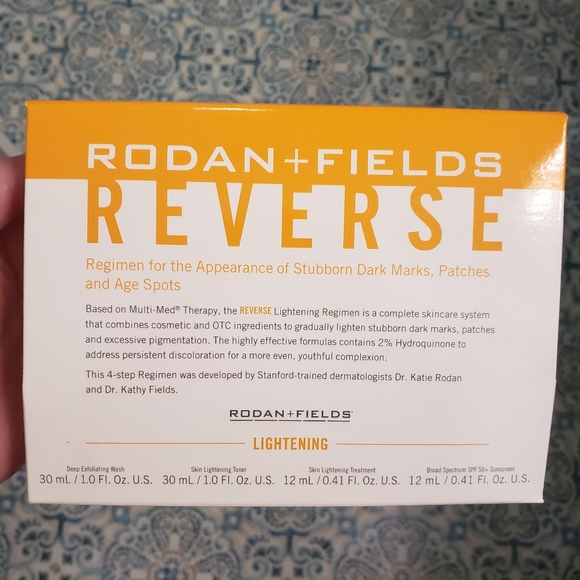 RODAN+FIELDS
REVERSE
Regimen for the Appearance of Stubborn Dark Marks, Patches
and Age Spots
Based on Multi-Med® Therapy, the REVERSE Lightening Regimen is a complete skincare system
that combines cosmetic and OTC ingredients to gradually lighten stubborn dark marks, patches
and excessive pigmentation. The highly effective formulas contains 2% Hydroquinone to
address persistent discoloration for a more even, youthful complexion.
This 4-step Regimen was developed by Stanford-trained dermatologists Dr. Katie Rodan
and Dr. Kathy Fields.
RODAN+FIELDS®
LIGHTENING
Deep Exfoliating Wash
30 mL / 1.0 Fl. Oz. U.S.
Skin Lightening Toner
30 mL / 1.0 Fl. Oz. U.S.
Skin Lightening Treatment
12 mL / 0.41 Fl. Oz. U.S.
Broad Spectrum SPF 50+ Sunscreen
12 mL / 0.41 Fl. Oz. U.S.